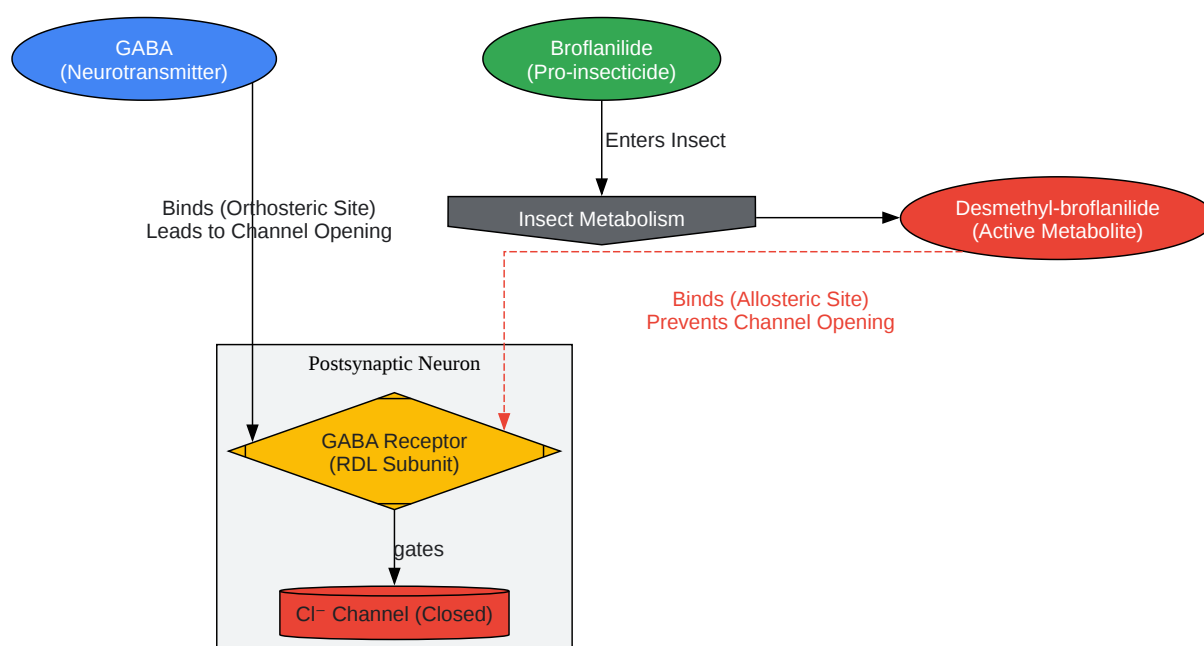 GABA
(Neurotransmitter)
Broflanilide
(Pro-insecticide)
Enters Insect
Insect Metabolism
Desmethyl-broflanilide
(Active Metabolite)
Binds (Orthosteric Site)
Leads to Channel Opening
Binds (Allosteric Site)
Prevents Channel Opening
Postsynaptic Neuron
GABA Receptor
(RDL Subunit)
gates
Cl⁻ Channel (Closed)